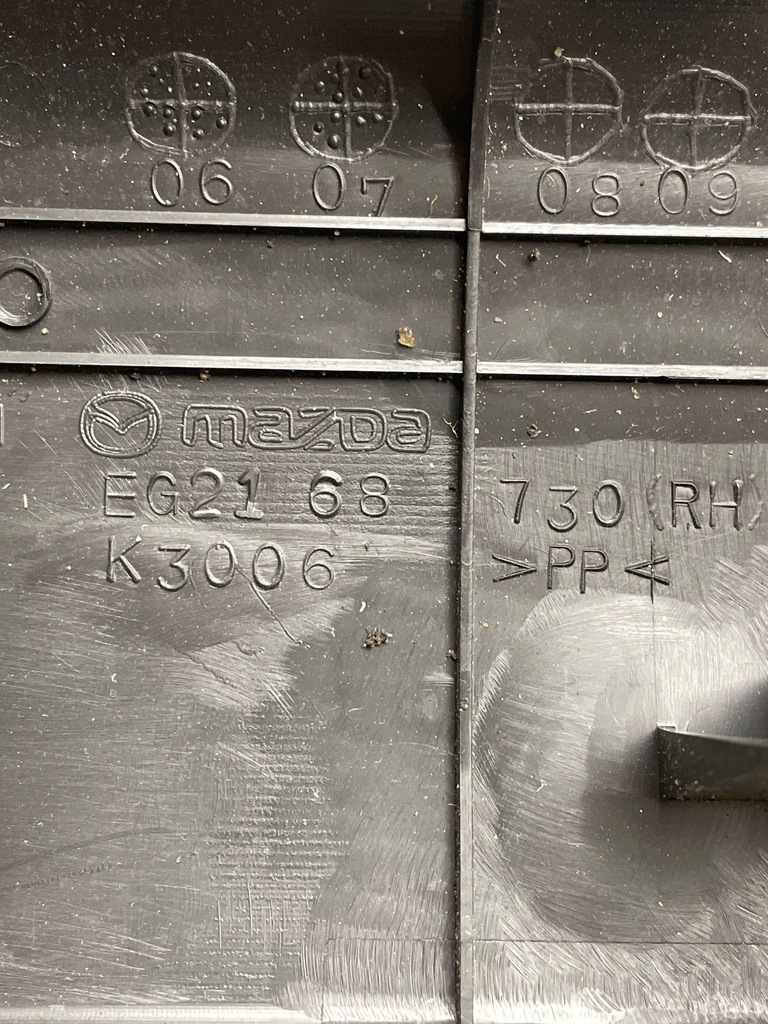 06 07 08 09
O
mazda
EG21 68 730 (RH)
K3006 >PP<